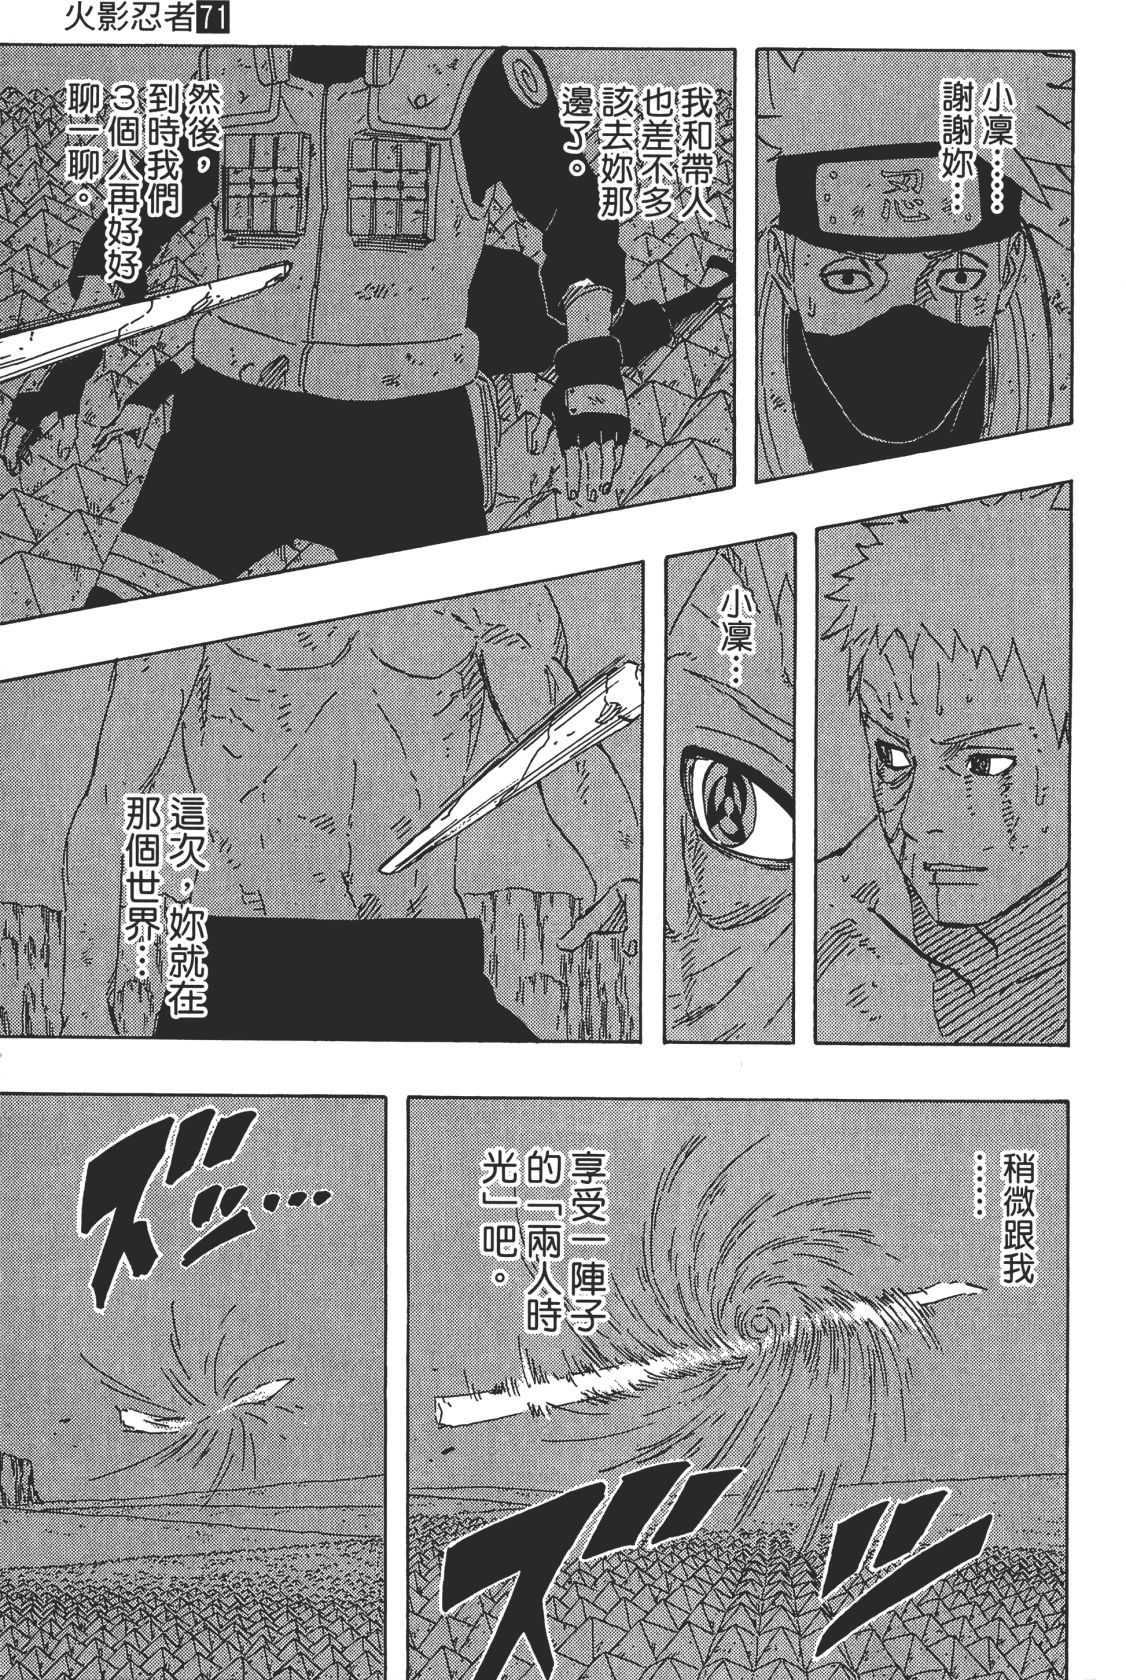 火影忍者71
小凜……
謝謝妳…
我和帶人
也差不多
該去妳那
邊了。
然後，
到時我們
3個人再好好
聊一聊。
小凜…
這次，妳就在
那個世界…
稍微跟我
……
享受一陣子
的「兩人時
光」吧。
ズズ
ズッ…